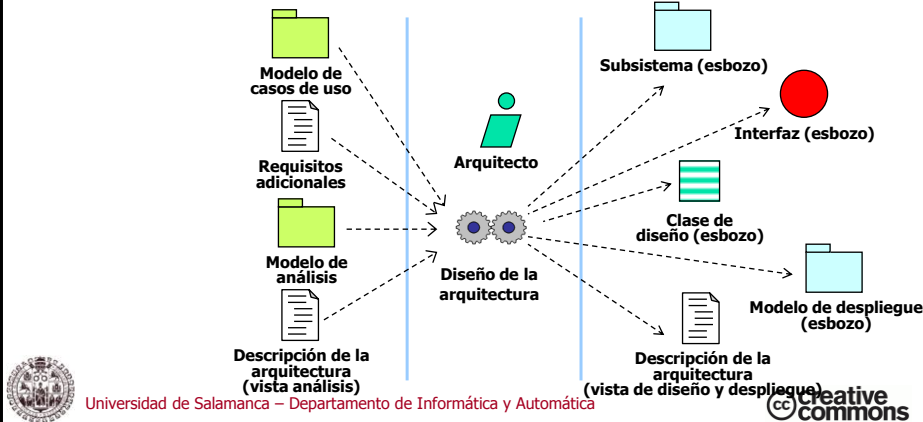 Modelo de
casos de uso
Requisitos
adicionales
Modelo de
análisis
Descripción de la
arquitectura
(vista análisis)
Arquitecto
Diseño de la
arquitectura
Subsistema (esbozo)
Interfaz (esbozo)
Clase de
diseño (esbozo)
Modelo de despliegue
(esbozo)
Descripción de la
arquitectura
(vista de diseño y despliegue)
Universidad de Salamanca – Departamento de Informática y Automática
cc creative
commons